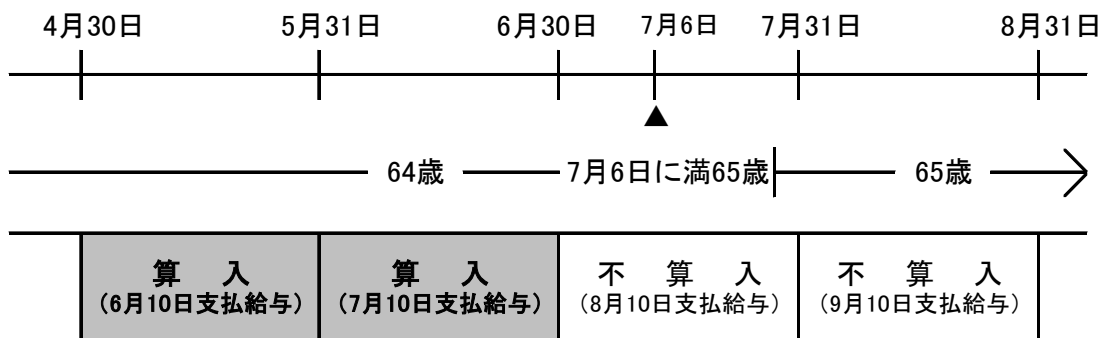 4月30日 5月31日 6月30日 7月6日 7月31日 8月31日
▲
64歳 7月6日に満65歳 65歳
算 入 算 入 不 算 入 不 算 入
(6月10日支払給与) (7月10日支払給与) (8月10日支払給与) (9月10日支払給与)